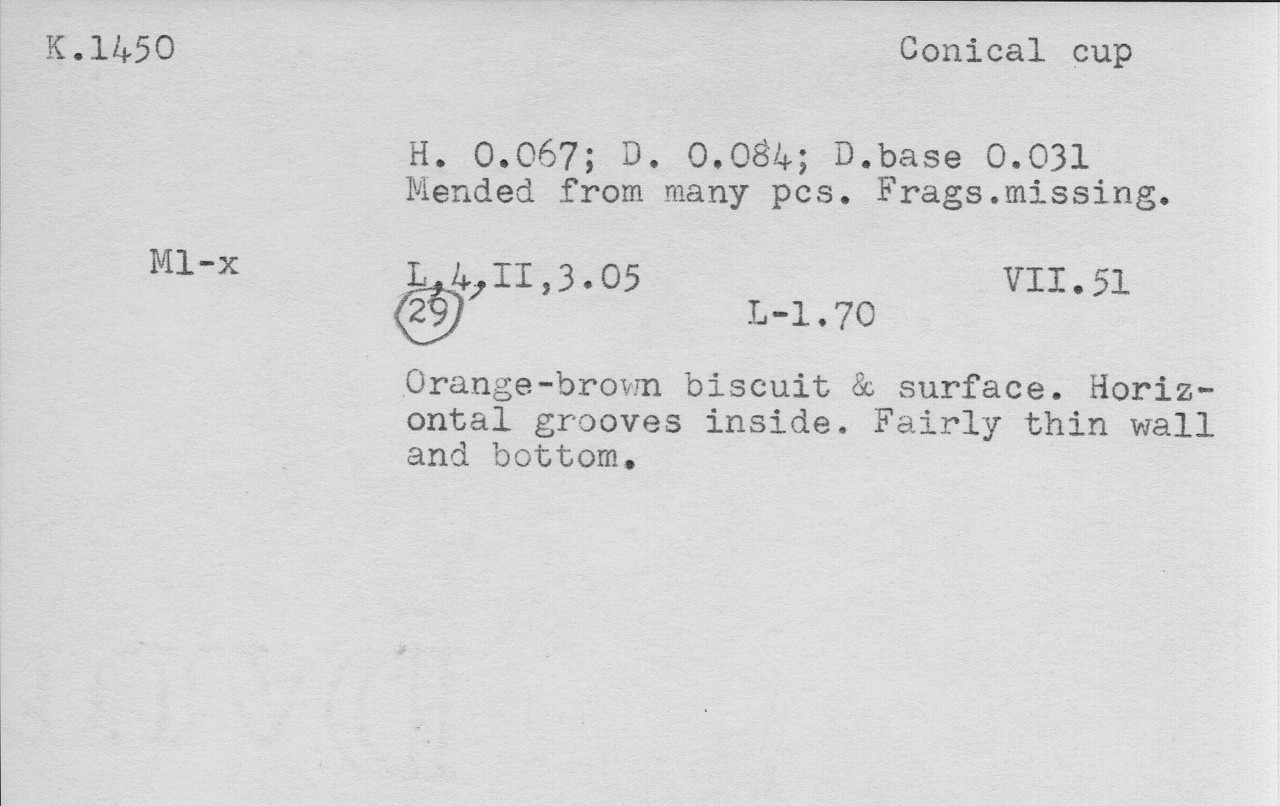 K.1450
Conical cup
H. 0.067; D. 0.084; D.base 0.031
Mended from many pcs. Frags.missing.
M1-x
L,4,II,3.05
VII.51
29
L-1.70
Orange-brown biscuit & surface. Horiz-
ontal grooves inside. Fairly thin wall
and bottom.